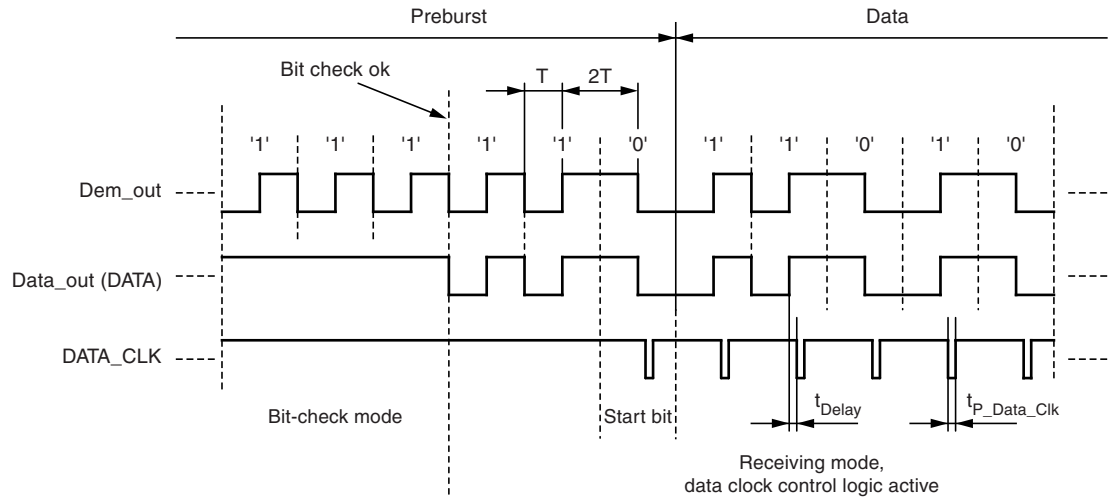 Preburst
Data
Bit check ok
T
2T
'1'
'1'
'1'
'1'
'1'
'0'
'1'
'1'
'0'
'1'
'0'
Dem_out
Data_out (DATA)
DATA_CLK
Bit-check mode
Start bit
tDelay
tP_Data_Clk
Receiving mode,
data clock control logic active